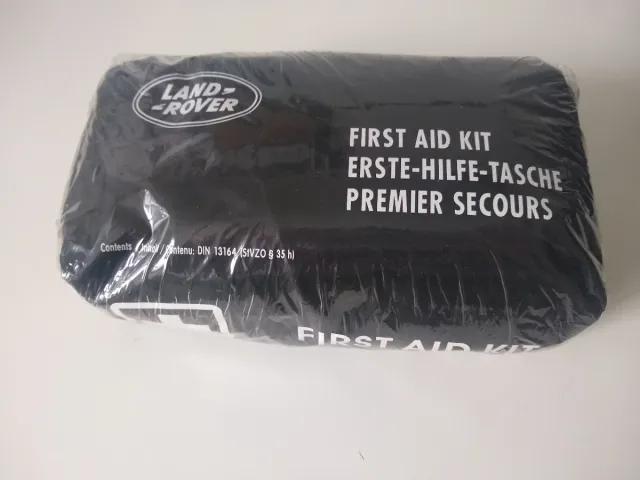 LAND-
-ROVER
FIRST AID KIT
ERSTE-HILFE-TASCHE
PREMIER SECOURS
Contents / Inhalt / Contenu: DIN 13164 (StVZO § 35 h)
FIRST AID KIT